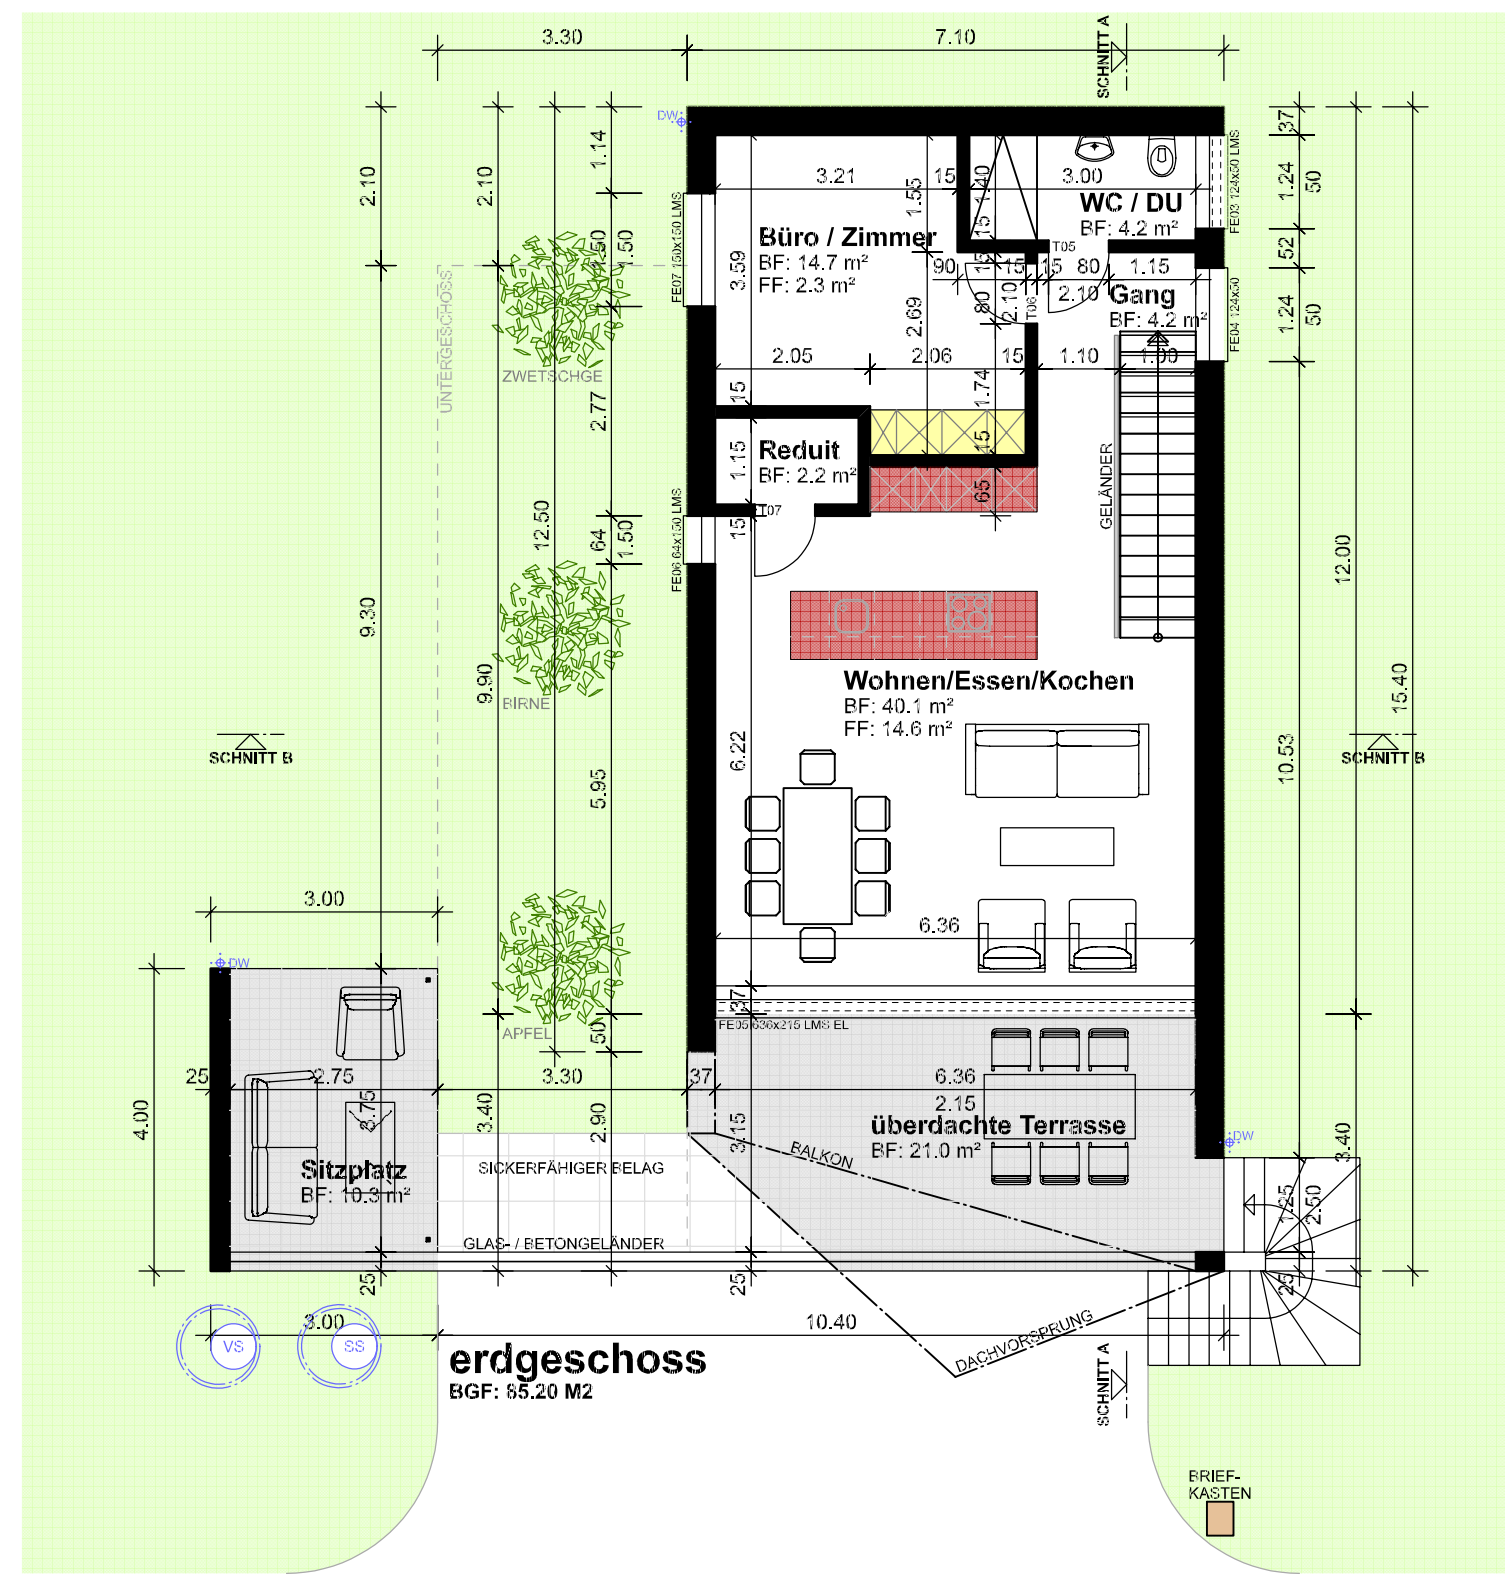 3.30
7.10
SCHNITT A
DW
37
1.14
2.10
2.10
3.21
15
1.55
1.40
3.00
WC / DU
BF: 4.2 m²
FE03 124x50 LMS
1.24
50
FE07 150x150 LMS
1.50
1.50
Büro / Zimmer
BF: 14.7 m²
FF: 2.3 m²
3.59
15
T05
52
90
15
15
15
80
1.15
2.10
Gang
BF: 4.2 m²
2.69
80
2.10
T06
FE04 124x50
1.24
50
UNTERGESCHOSS
ZWETSCHGE
2.05
2.06
15
1.10
1.00
2.77
15
1.74
Reduit
BF: 2.2 m²
1.15
15
65
GELÄNDER
T07
15
FE06 64x150 LMS
64
1.50
12.50
12.00
9.30
9.90
BIRNE
Wohnen/Essen/Kochen
BF: 40.1 m²
FF: 14.6 m²
15.40
SCHNITT B
6.22
10.53
SCHNITT B
5.95
3.00
6.36
DW
37
APFEL
50
FE05 636x215 LMS EL
25
2.75
3.30
37
6.36
2.15
4.00
3.75
3.40
2.90
3.15
überdachte Terrasse
BF: 21.0 m²
DW
3.40
BALKON
Sitzplatz
BF: 10.3 m²
SICKERFÄHIGER BELAG
1.25
2.50
GLAS- / BETONGELÄNDER
25
25
25
3.00
10.40
VS
SS
DACHVORSPRUNG
erdgeschoss
BGF: 85.20 M2
SCHNITT A
BRIEF-
KASTEN